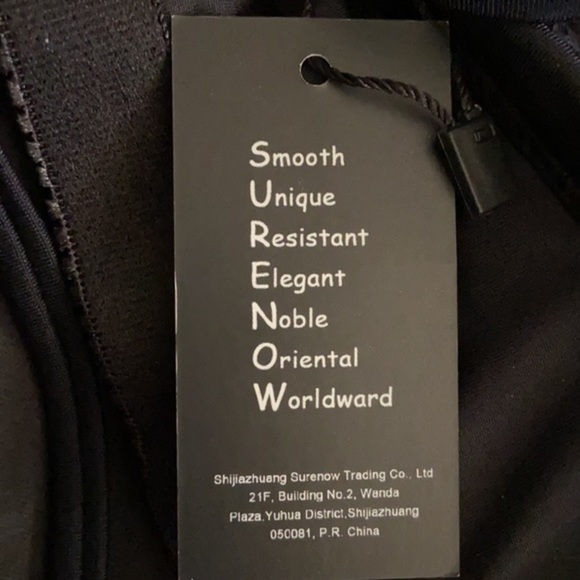 Smooth
Unique
Resistant
Elegant
Noble
Oriental
Worldward
Shijiazhuang Surenow Trading Co., Ltd
21F, Building No.2, Wanda
Plaza,Yuhua District,Shijiazhuang
050081, P.R. China